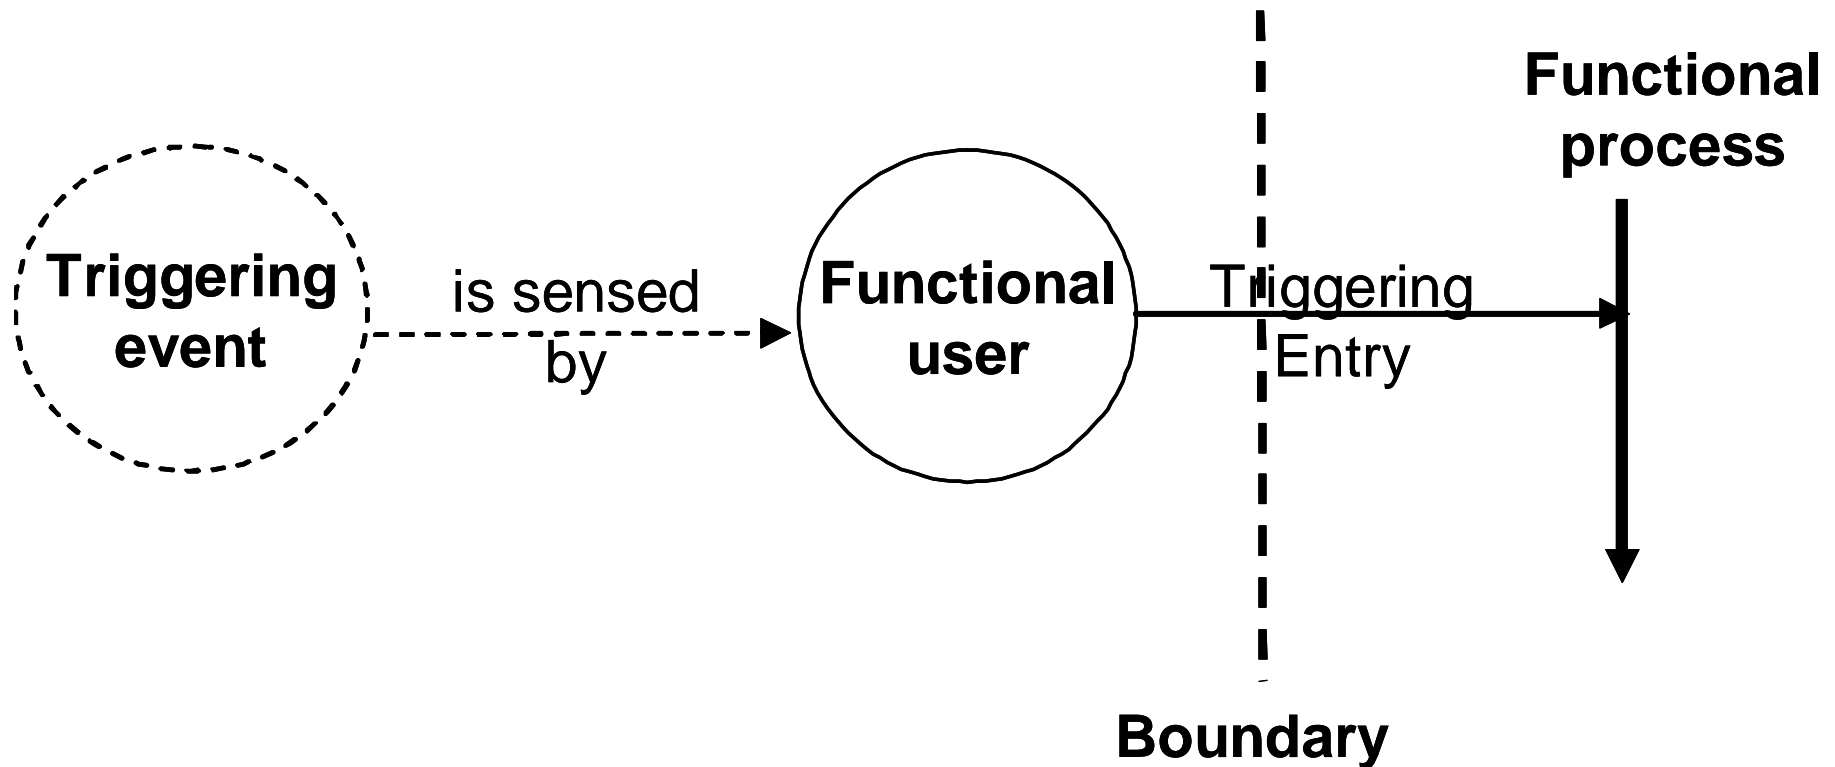 Functional
process
Triggering
event
is sensed
by
Functional
user
Triggering
Entry
Boundary